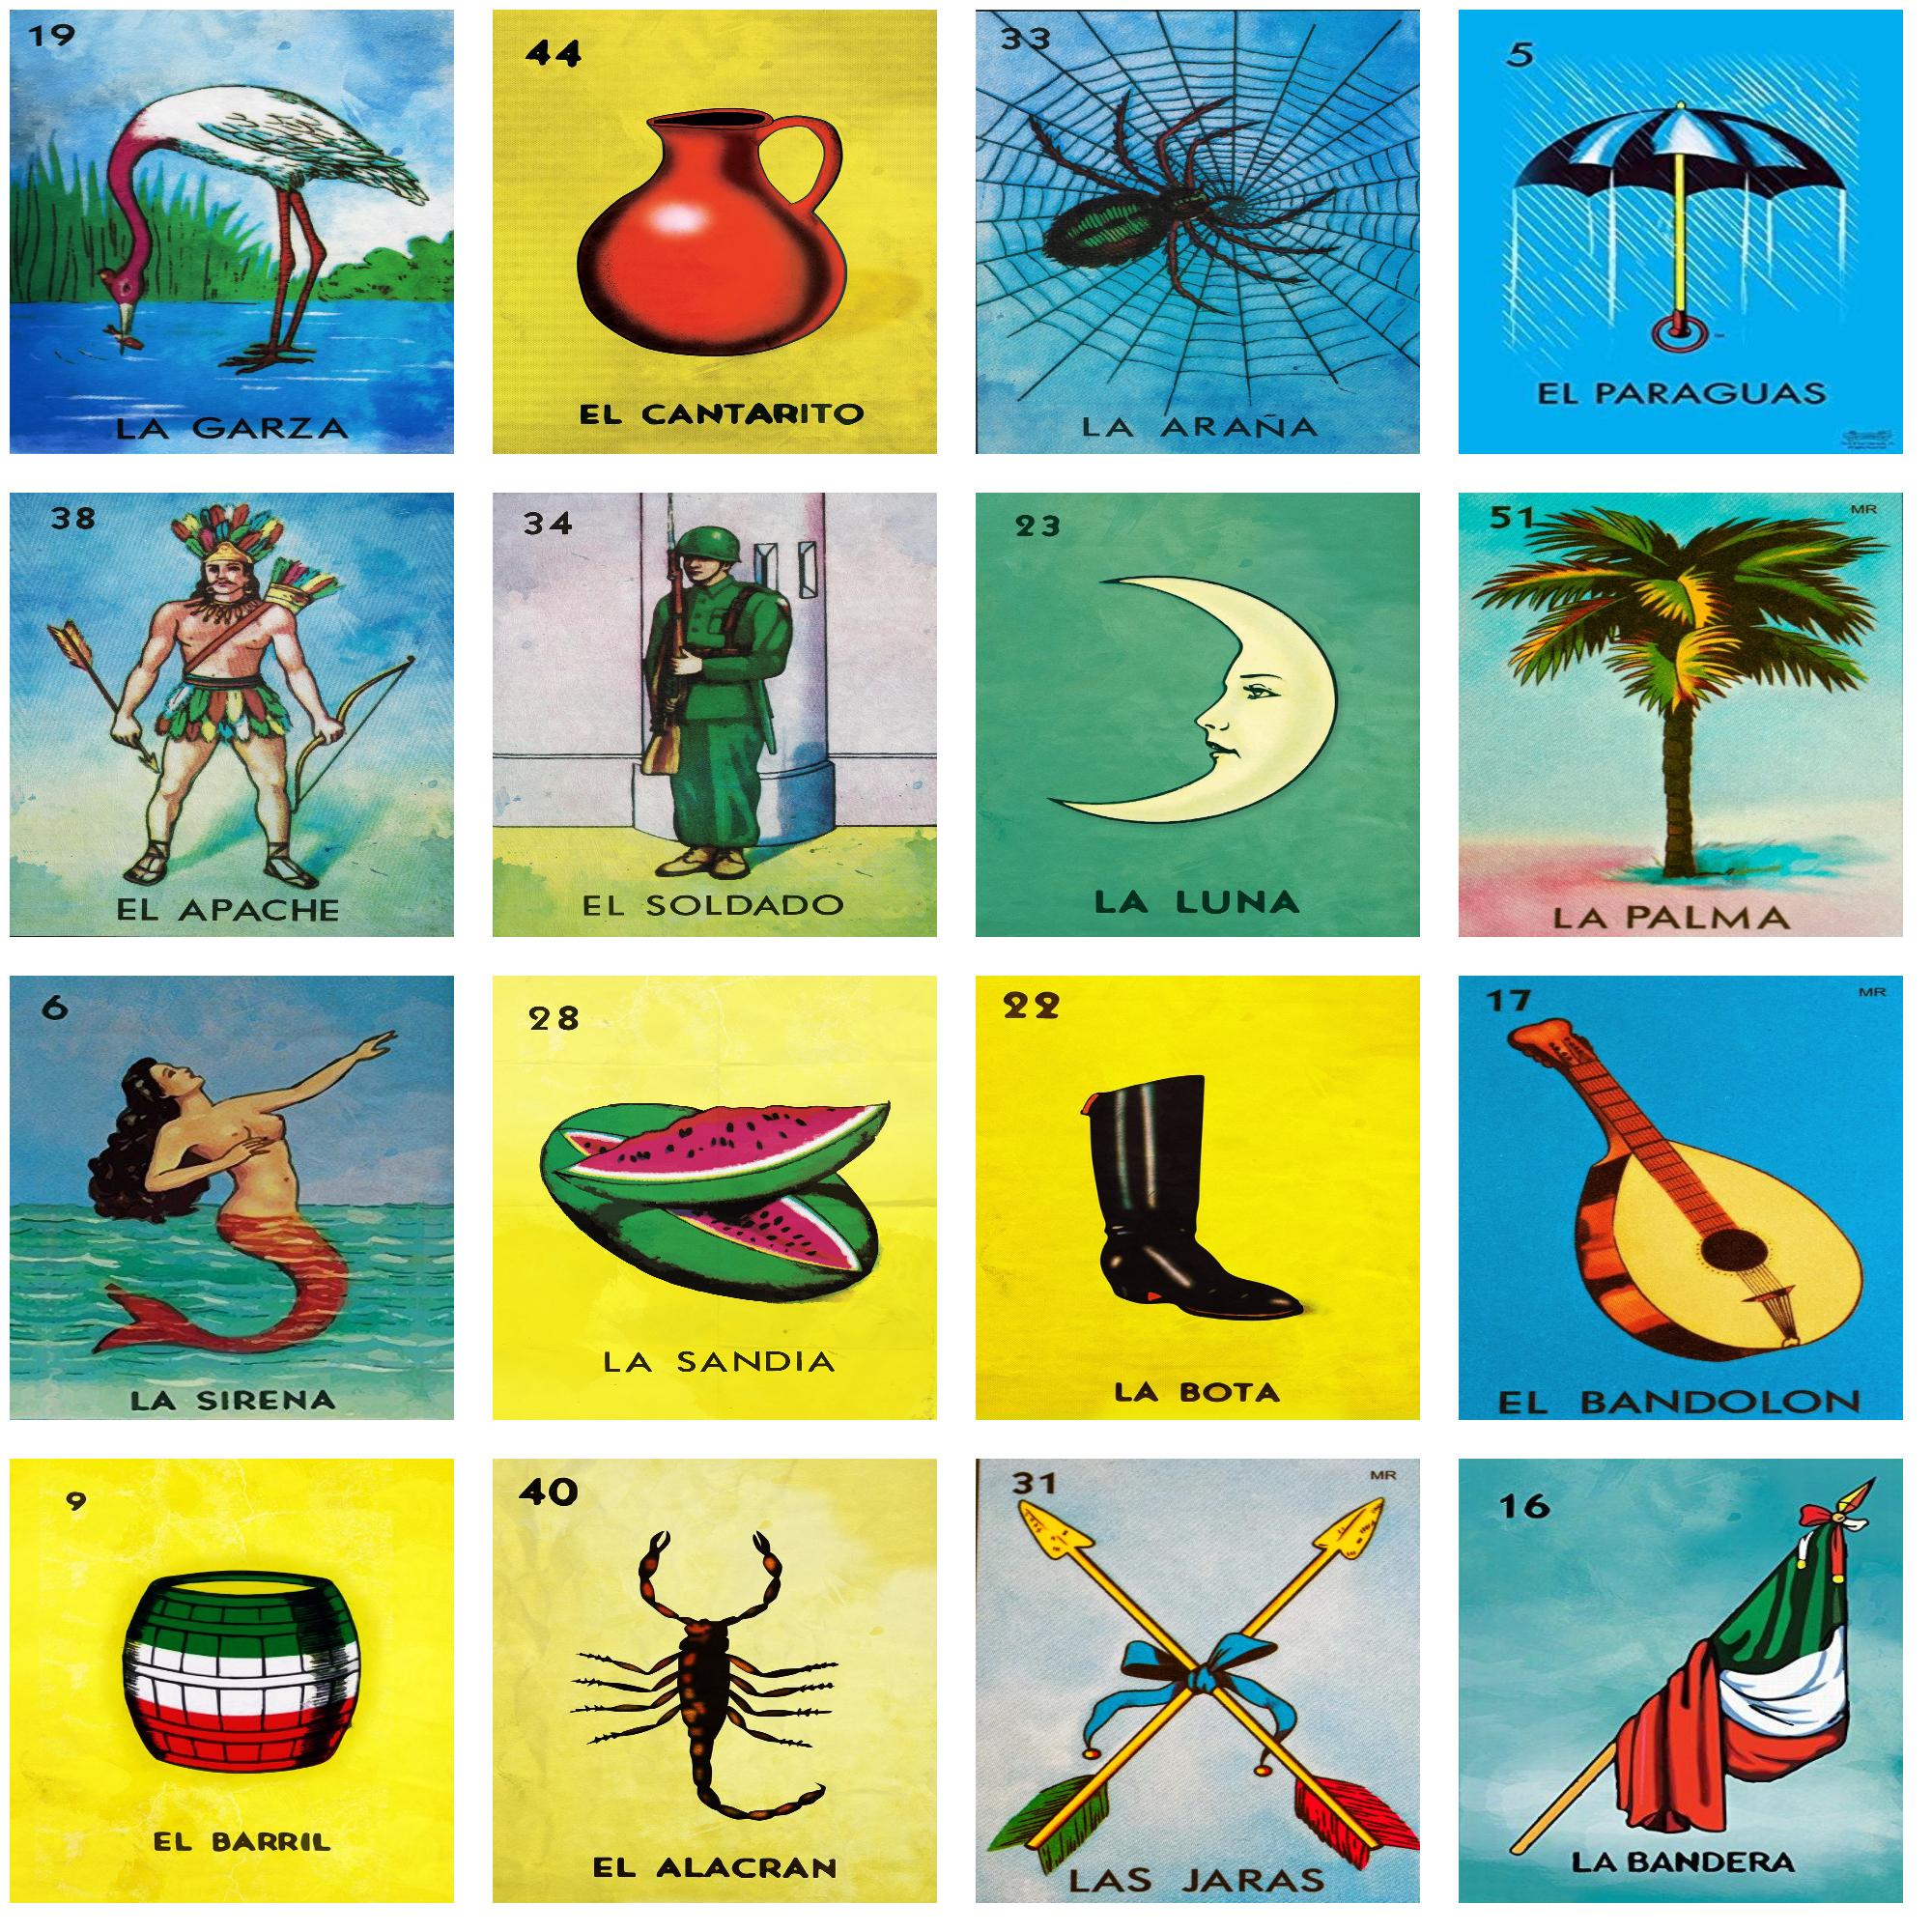 19
LA GARZA
44
EL CANTARITO
33
LA ARAÑA
5
EL PARAGUAS
38
EL APACHE
34
EL SOLDADO
23
LA LUNA
51
MR
LA PALMA
6
LA SIRENA
28
LA SANDIA
22
LA BOTA
17
MR
EL BANDOLON
9
EL BARRIL
40
EL ALACRAN
31
MR
LAS JARAS
16
LA BANDERA